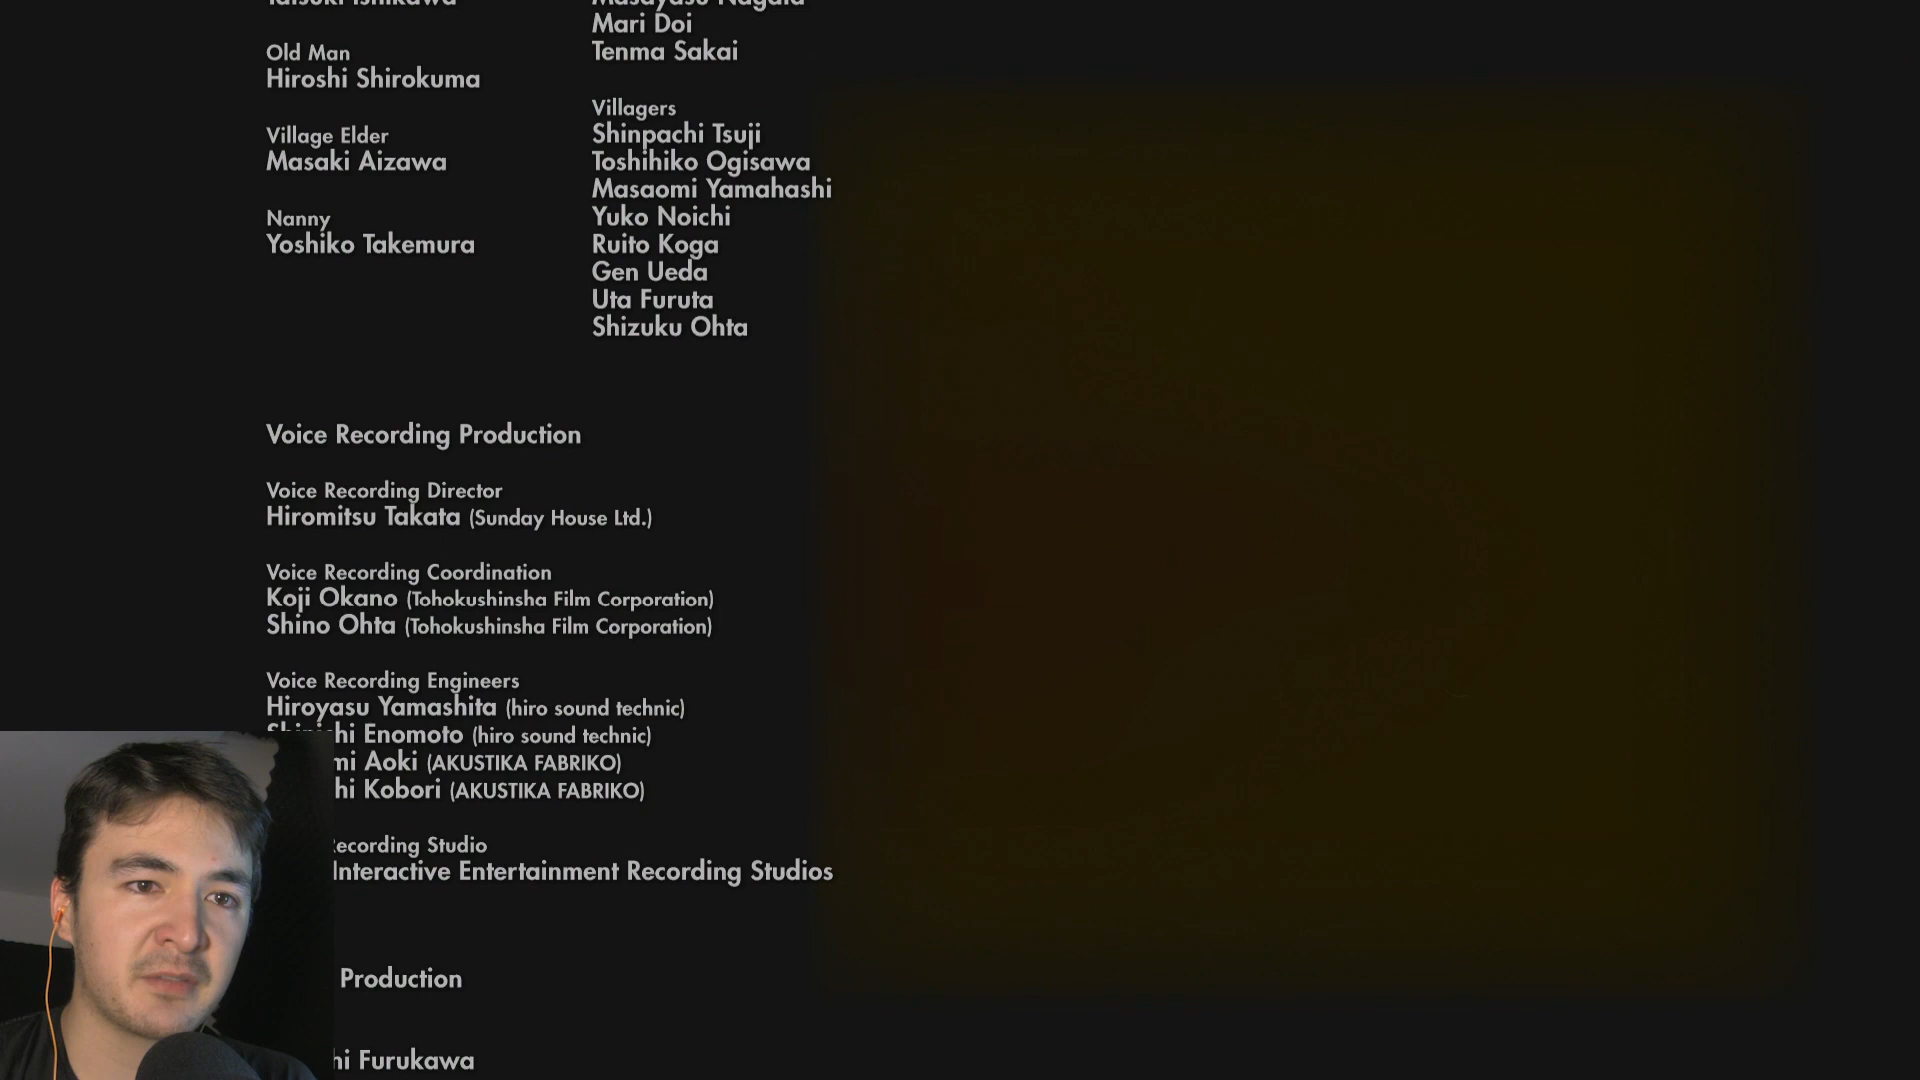 Old Man
Hiroshi Shirokuma
Village Elder
Masaki Aizawa
Nanny
Yoshiko Takemura
Mari Doi
Tenma Sakai
Villagers
Shinpachi Tsuji
Toshihiko Ogisawa
Masaomi Yamahashi
Yuko Noichi
Ruito Koga
Gen Ueda
Uta Furuta
Shizuku Ohta
Voice Recording Production
Voice Recording Director
Hiromitsu Takata (Sunday House Ltd.)
Voice Recording Coordination
Koji Okano (Tohokushinsha Film Corporation)
Shino Ohta (Tohokushinsha Film Corporation)
Voice Recording Engineers
Hiroyasu Yamashita (hiro sound technic)
Enomoto (hiro sound technic)
Aoki (AKUSTIKA FABRIKO)
Kobori (AKUSTIKA FABRIKO)
Recording Studio
Interactive Entertainment Recording Studios
Production
Furukawa